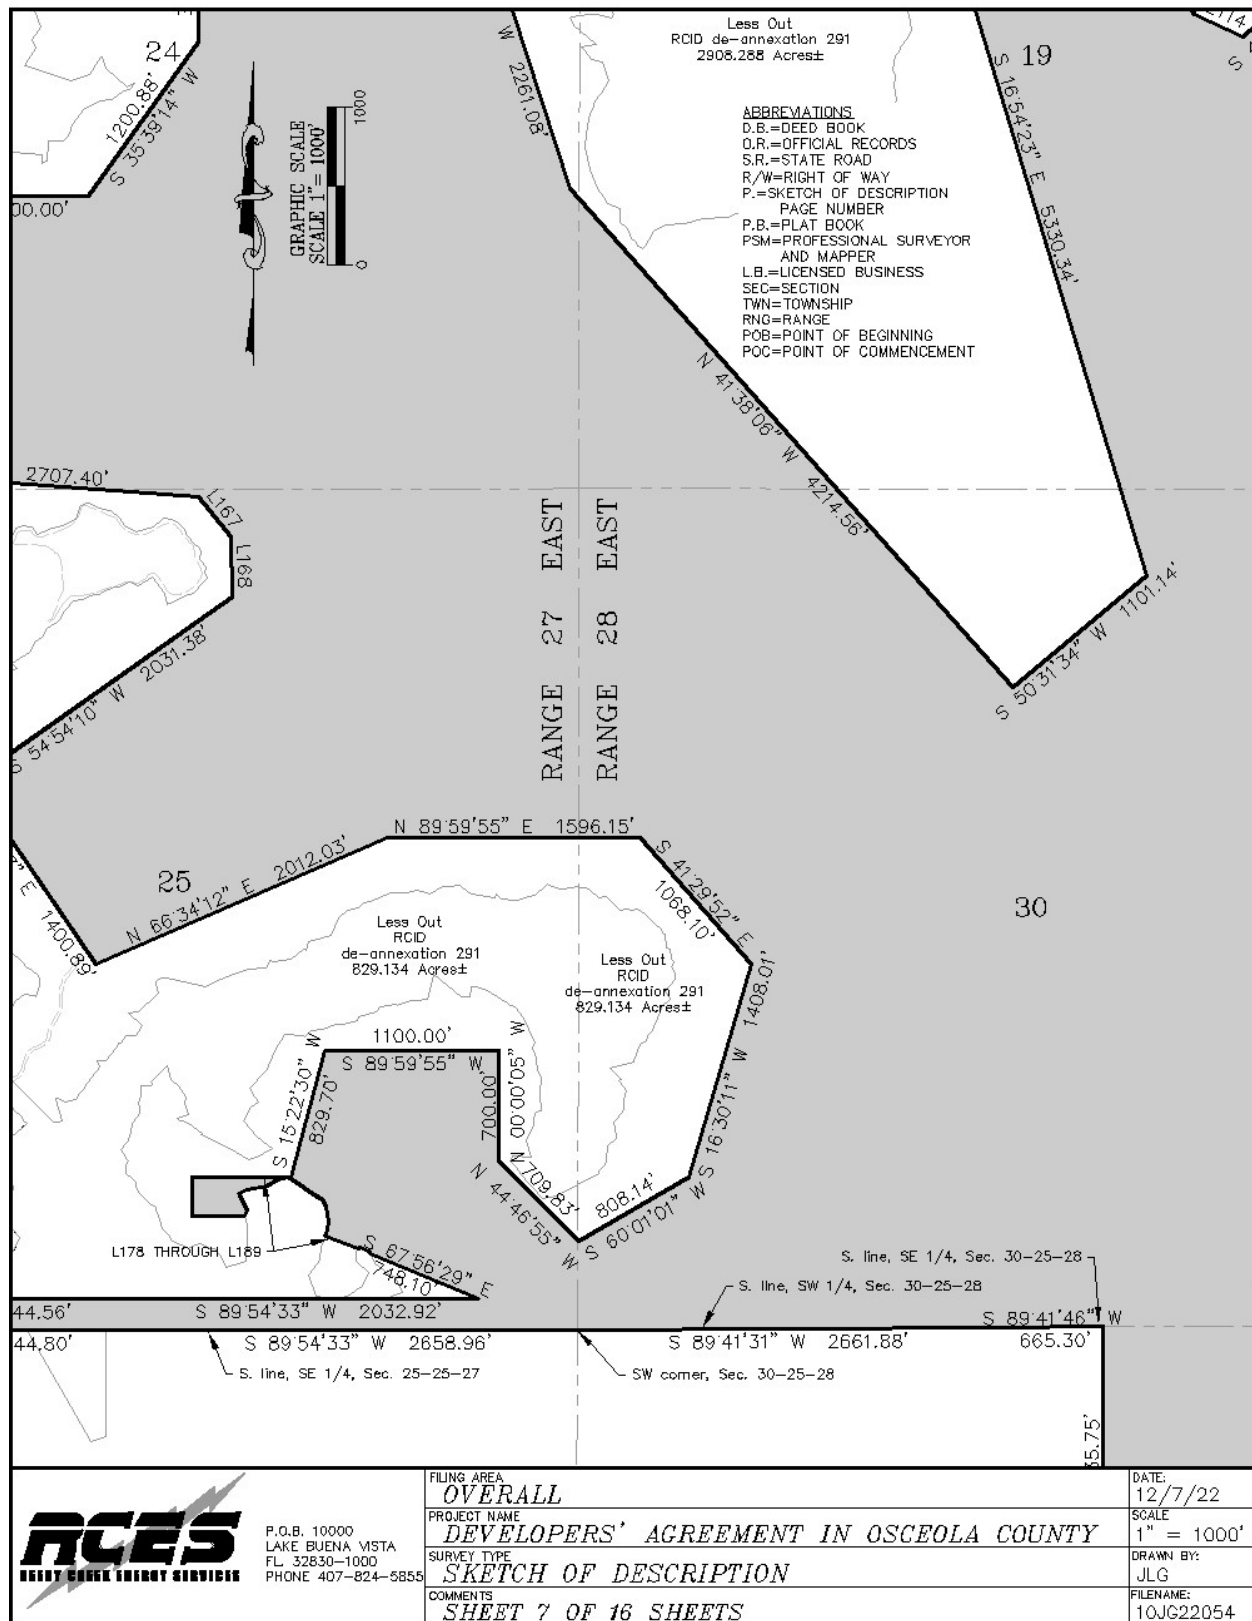 24
1200.88'
S 35°39'14" W
00.00'
GRAPHIC SCALE
SCALE 1" = 1000'
0
1000
W
2261.08'
Less Out
RCID de-annexation 291
2908.288 Acres±
19
S 16°54'23" E 5330.34'
2114
S
ABBREVIATIONS
D.B.=DEED BOOK
O.R.=OFFICIAL RECORDS
S.R.=STATE ROAD
R/W=RIGHT OF WAY
P.=SKETCH OF DESCRIPTION
PAGE NUMBER
P.B.=PLAT BOOK
PSM=PROFESSIONAL SURVEYOR
AND MAPPER
L.B.=LICENSED BUSINESS
SEC=SECTION
TWN=TOWNSHIP
RNG=RANGE
POB=POINT OF BEGINNING
POC=POINT OF COMMENCEMENT
N 41°38'06" W 4214.56'
S 50°31'34" W 1101.14'
2707.40'
L167
L168
S 54°54'10" W 2031.38'
RANGE 27 EAST
RANGE 28 EAST
N 89°59'55" E 1596.15'
25
N 66°34'12" E 2012.03'
" E 1400.89'
S 41°29'52" E
1068.10'
30
Less Out
RCID
de-annexation 291
829.134 Acres±
Less Out
RCID
de-annexation 291
829.134 Acres±
S 16°30'11" W 1408.01'
1100.00'
S 89°59'55" W
S 15°22'30" W
829.70'
N 00°00'05" W
700.00'
N 44°46'55" W
709.83'
808.14'
S 60°01'01" W
L178 THROUGH L189
S 67°56'29" E
748.10'
44.56'
S 89°54'33" W 2032.92'
44.80'
S 89°54'33" W 2658.96'
S. line, SE 1/4, Sec. 25-25-27
S. line, SE 1/4, Sec. 30-25-28
S. line, SW 1/4, Sec. 30-25-28
S 89°41'46" W
S 89°41'31" W 2661.88'
665.30'
SW corner, Sec. 30-25-28
35.75'
RCES
REEDY CREEK ENERGY SERVICES
P.O.B. 10000
LAKE BUENA VISTA
FL 32830-1000
PHONE 407-824-5855
FILING AREA
OVERALL
PROJECT NAME
DEVELOPERS' AGREEMENT IN OSCEOLA COUNTY
SURVEY TYPE
SKETCH OF DESCRIPTION
COMMENTS
SHEET 7 OF 16 SHEETS
DATE:
12/7/22
SCALE
1" = 1000'
DRAWN BY:
JLG
FILENAME:
10JG22054